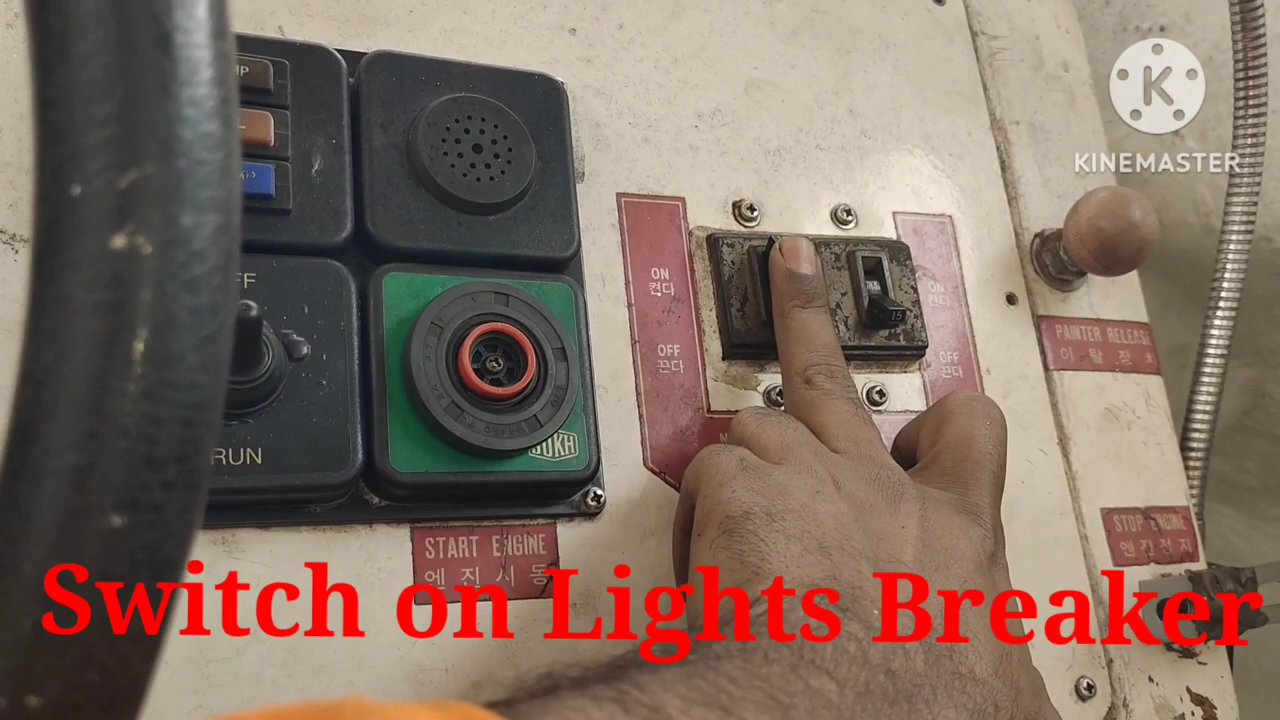 KINEMASTER
ON
켠다
OFF
끈다
ON
켠다
OFF
끈다
15
PAINTER RELEASE
이 탈 장 치
RUN
START ENGINE
엔 진 시 동
STOP ENGINE
엔진정지
Switch on Lights Breaker